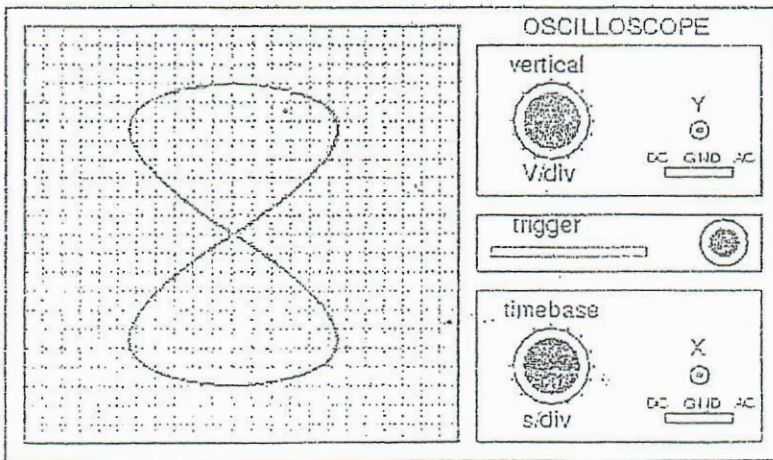 OSCILLOSCOPE
vertical
Y
DC GND AC
V/div
trigger
timebase
X
DC GND AC
s/div